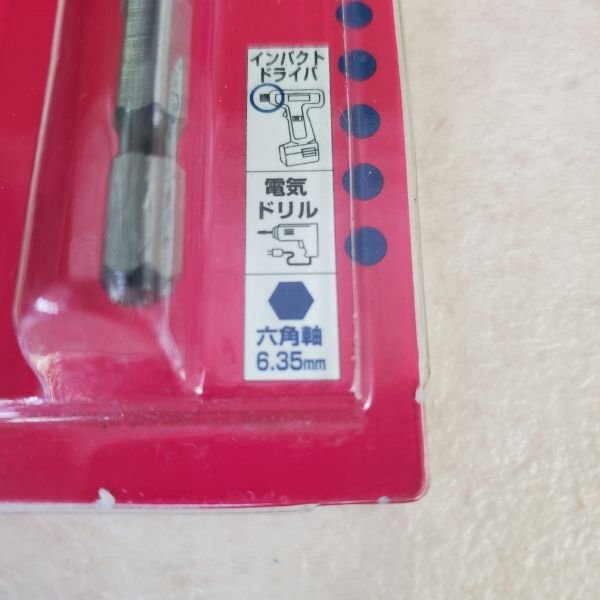 インパクト
ドライバ
電気
ドリル
六角軸
6.35mm